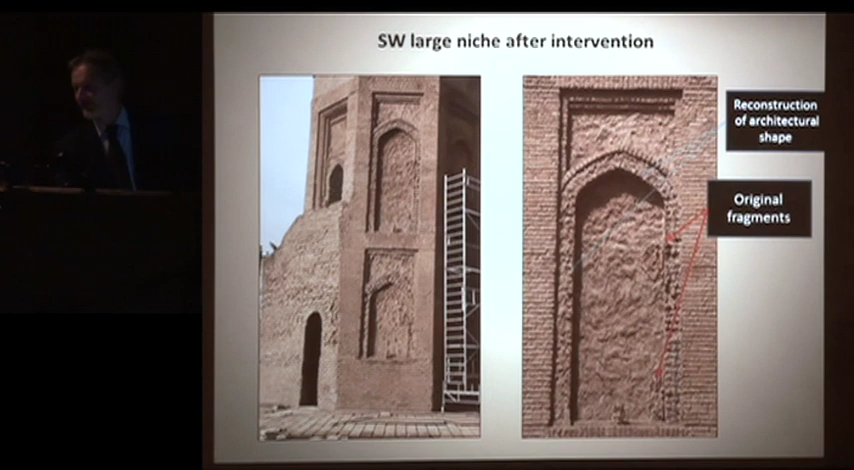 SW large niche after intervention
Reconstruction
of architectural
shape
Original
fragments